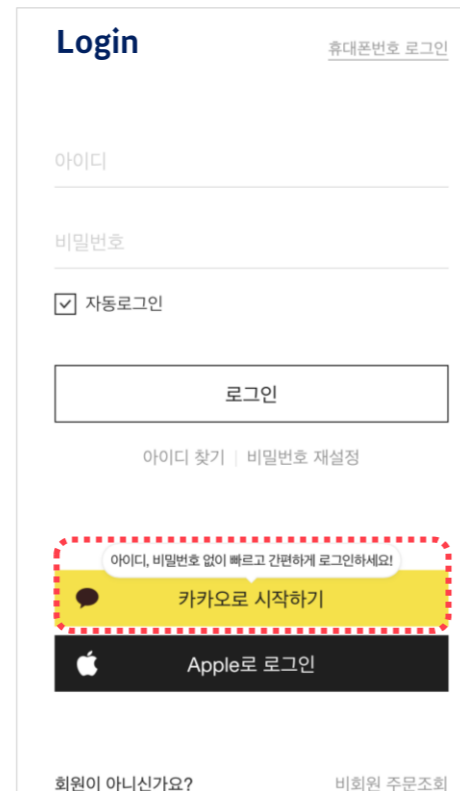 Login
휴대폰번호 로그인
아이디
비밀번호
자동로그인
로그인
아이디 찾기 | 비밀번호 재설정
아이디, 비밀번호 없이 빠르고 간편하게 로그인하세요!
카카오로 시작하기
Apple로 로그인
회원이 아니신가요? 비회원 주문조회